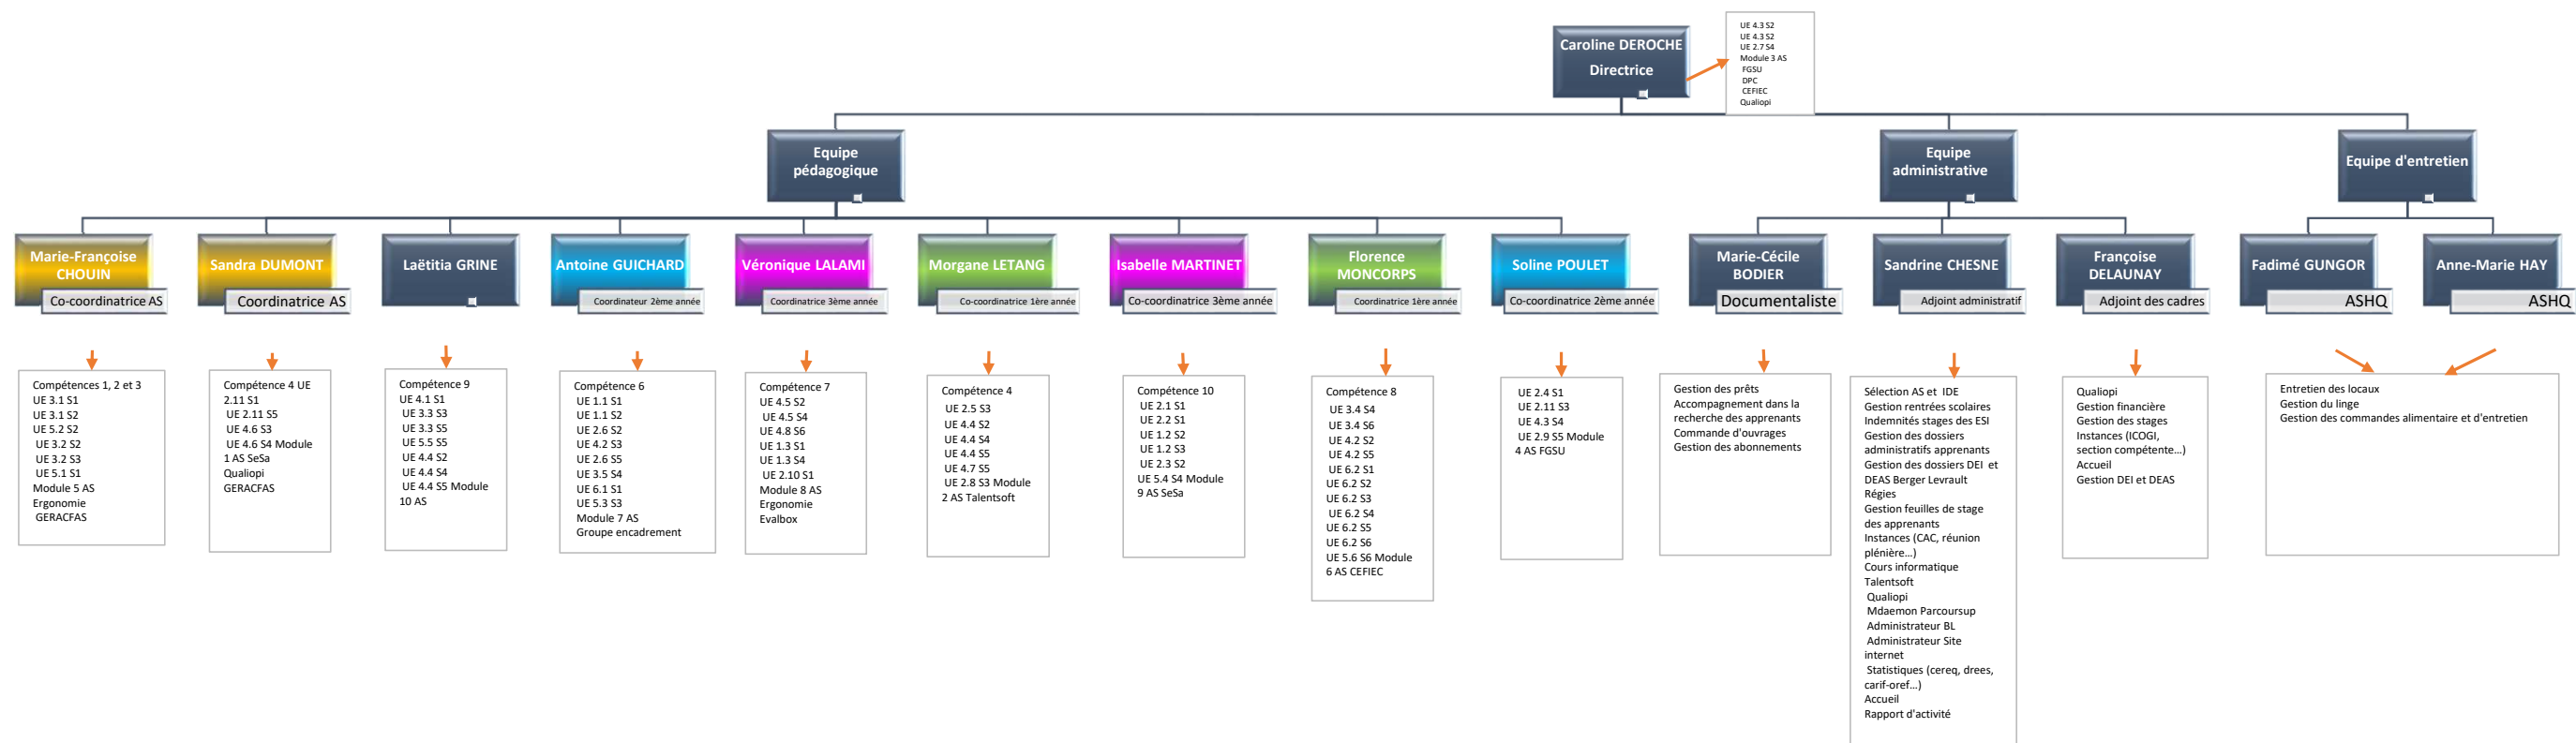 Caroline DEROCHE
Directrice
UE 4.3 S2
UE 4.3 S2
UE 2.7 S4
Module 3 AS
FGSU
DPC
CEFIEC
Qualiopi
Equipe
pédagogique
Equipe
administrative
Equipe d'entretien
Marie-Françoise
CHOUIN
Co-coordinatrice AS
Sandra DUMONT
Coordinatrice AS
Laëtitia GRINE
Antoine GUICHARD
Coordinateur 2ème année
Véronique LALAMI
Coordinatrice 3ème année
Morgane LETANG
Co-coordinatrice 1ère année
Isabelle MARTINET
Co-coordinatrice 3ème année
Florence
MONCORPS
Coordinatrice 1ère année
Soline POULET
Co-coordinatrice 2ème année
Marie-Cécile
BODIER
Documentaliste
Sandrine CHESNE
Adjoint administratif
Françoise
DELAUNAY
Adjoint des cadres
Fadimé GUNGOR
ASHQ
Anne-Marie HAY
ASHQ
Compétences 1, 2 et 3
UE 3.1 S1
UE 3.1 S2
UE 5.2 S2
UE 3.2 S2
UE 3.2 S3
UE 5.1 S1
Module 5 AS
Ergonomie
GERACFAS
Compétence 4 UE
2.11 S1
UE 2.11 S5
UE 4.6 S3
UE 4.6 S4 Module
1 AS SeSa
Qualiopi
GERACFAS
Compétence 9
UE 4.1 S1
UE 3.3 S3
UE 3.3 S5
UE 5.5 S5
UE 4.4 S2
UE 4.4 S4
UE 4.4 S5 Module
10 AS
Compétence 6
UE 1.1 S1
UE 1.1 S2
UE 2.6 S2
UE 4.2 S3
UE 2.6 S5
UE 3.5 S4
UE 6.1 S1
UE 5.3 S3
Module 7 AS
Groupe encadrement
Compétence 7
UE 4.5 S2
UE 4.5 S4
UE 4.8 S6
UE 1.3 S1
UE 1.3 S4
UE 2.10 S1
Module 8 AS
Ergonomie
Evalbox
Compétence 4
UE 2.5 S3
UE 4.4 S2
UE 4.4 S4
UE 4.4 S5
UE 4.7 S5
UE 2.8 S3 Module
2 AS Talentsoft
Compétence 10
UE 2.1 S1
UE 2.2 S1
UE 1.2 S2
UE 1.2 S3
UE 2.3 S2
UE 5.4 S4 Module
9 AS SeSa
Compétence 8
UE 3.4 S4
UE 3.4 S6
UE 4.2 S2
UE 4.2 S5
UE 6.2 S1
UE 6.2 S2
UE 6.2 S3
UE 6.2 S4
UE 6.2 S5
UE 6.2 S6
UE 5.6 S6 Module
6 AS CEFIEC
UE 2.4 S1
UE 2.11 S3
UE 4.3 S4
UE 2.9 S5 Module
4 AS FGSU
Gestion des prêts
Accompagnement dans la
recherche des apprenants
Commande d'ouvrages
Gestion des abonnements
Sélection AS et IDE
Gestion rentrées scolaires
Indemnités stages des ESI
Gestion des dossiers
administratifs apprenants
Gestion des dossiers DEI et
DEAS Berger Levrault
Régies
Gestion feuilles de stage
des apprenants
Instances (CAC, réunion
plénière…)
Cours informatique
Talentsoft
Qualiopi
Mdaemon Parcoursup
Administrateur BL
Administrateur Site
internet
Statistiques (cereq, drees,
carif-oref…)
Accueil
Rapport d'activité
Qualiopi
Gestion financière
Gestion des stages
Instances (ICOGI,
section compétente…)
Accueil
Gestion DEI et DEAS
Entretien des locaux
Gestion du linge
Gestion des commandes alimentaire et d'entretien